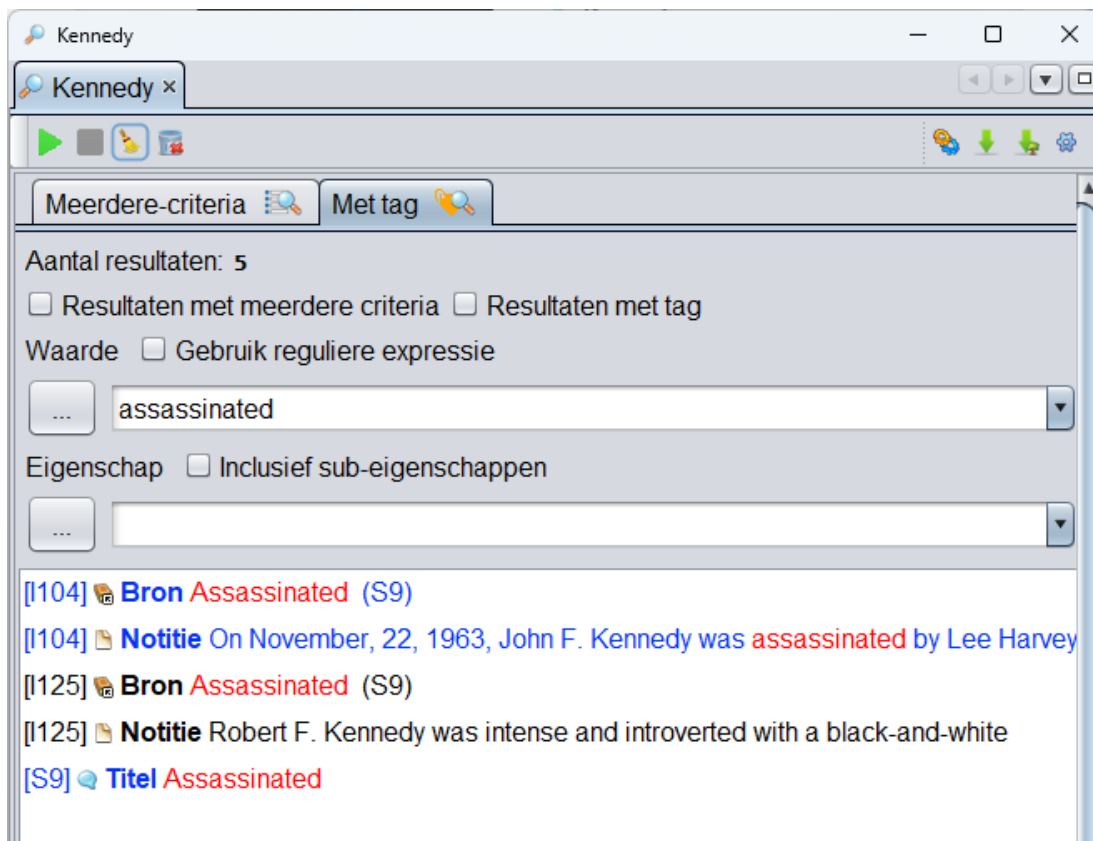 Kennedy
Kennedy
Meerdere-criteria Met tag
Aantal resultaten: 5
Resultaten met meerdere criteria Resultaten met tag
Waarde Gebruik reguliere expressie
... assassinated
Eigenschap Inclusief sub-eigenschappen
...
[I104] Bron Assassinated (S9)
[I104] Notitie On November, 22, 1963, John F. Kennedy was assassinated by Lee Harvey
[I125] Bron Assassinated (S9)
[I125] Notitie Robert F. Kennedy was intense and introverted with a black-and-white
[S9] Titel Assassinated